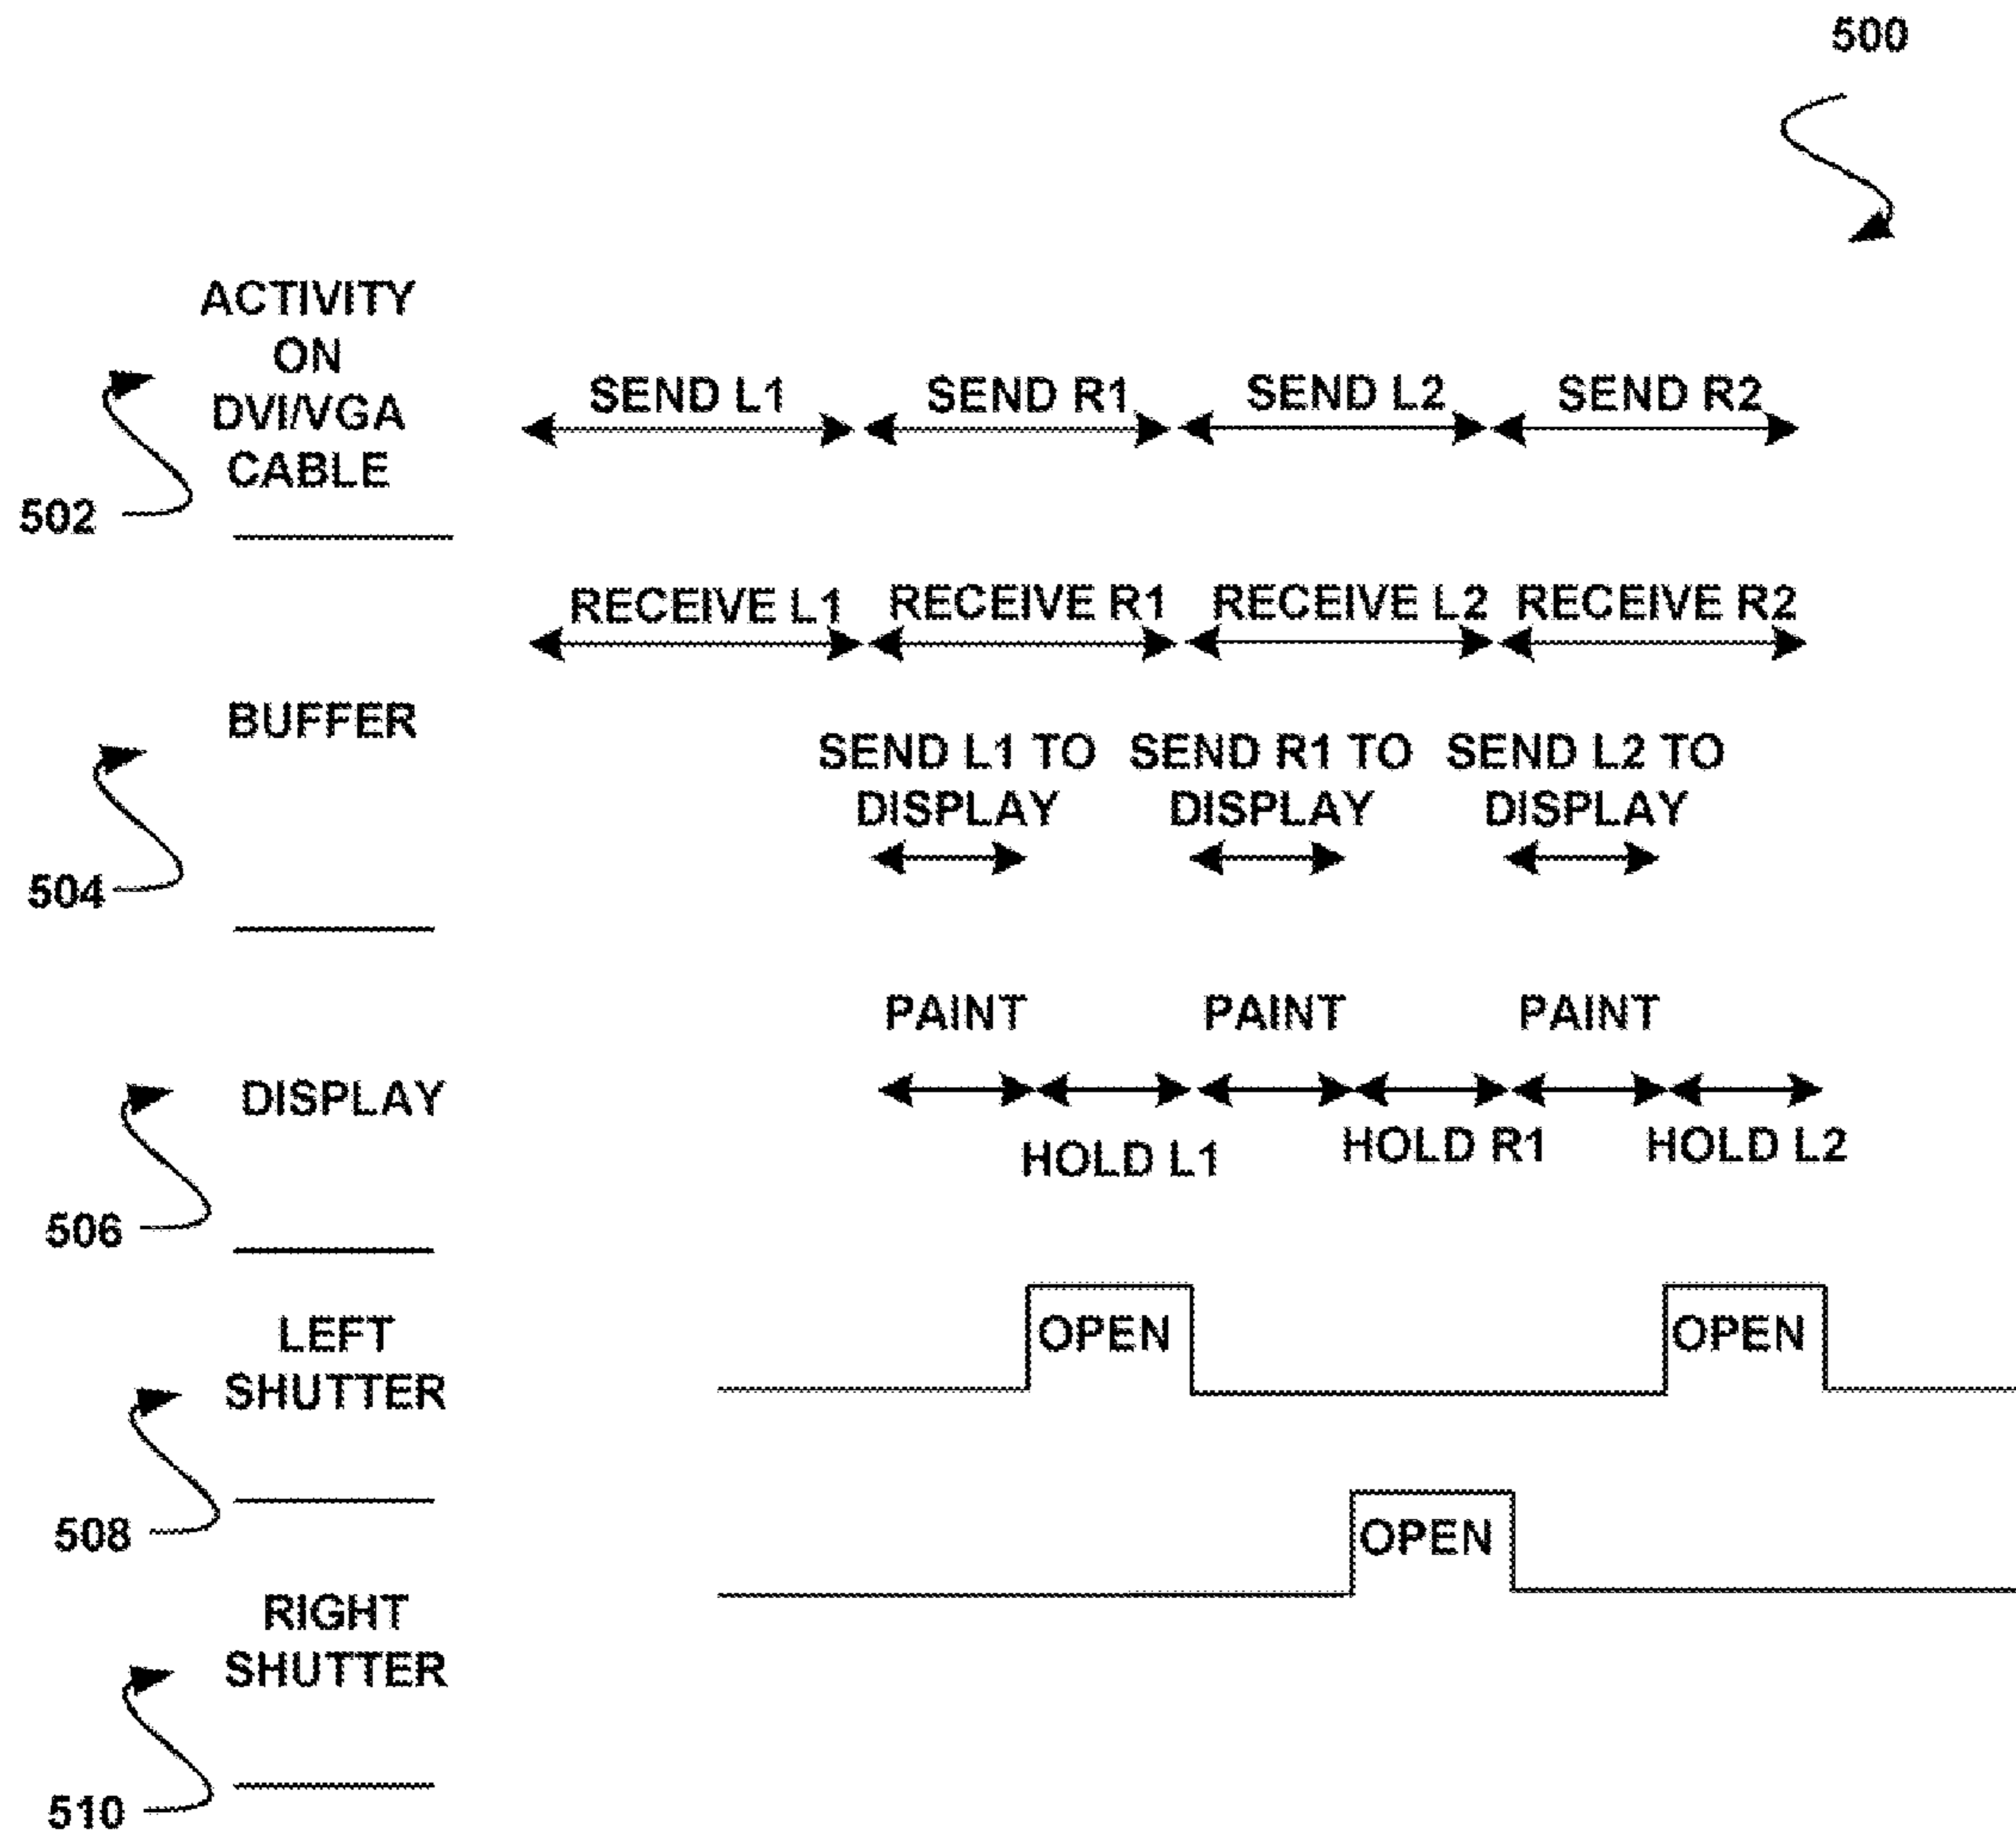 500
ACTIVITY
ON
DVI/VGA
CABLE
502
SEND L1 SEND R1 SEND L2 SEND R2
RECEIVE L1 RECEIVE R1 RECEIVE L2 RECEIVE R2
BUFFER
504
SEND L1 TO SEND R1 TO SEND L2 TO
DISPLAY DISPLAY DISPLAY
PAINT PAINT PAINT
DISPLAY
506
HOLD L1 HOLD R1 HOLD L2
LEFT
SHUTTER
508
OPEN OPEN
OPEN
RIGHT
SHUTTER
510